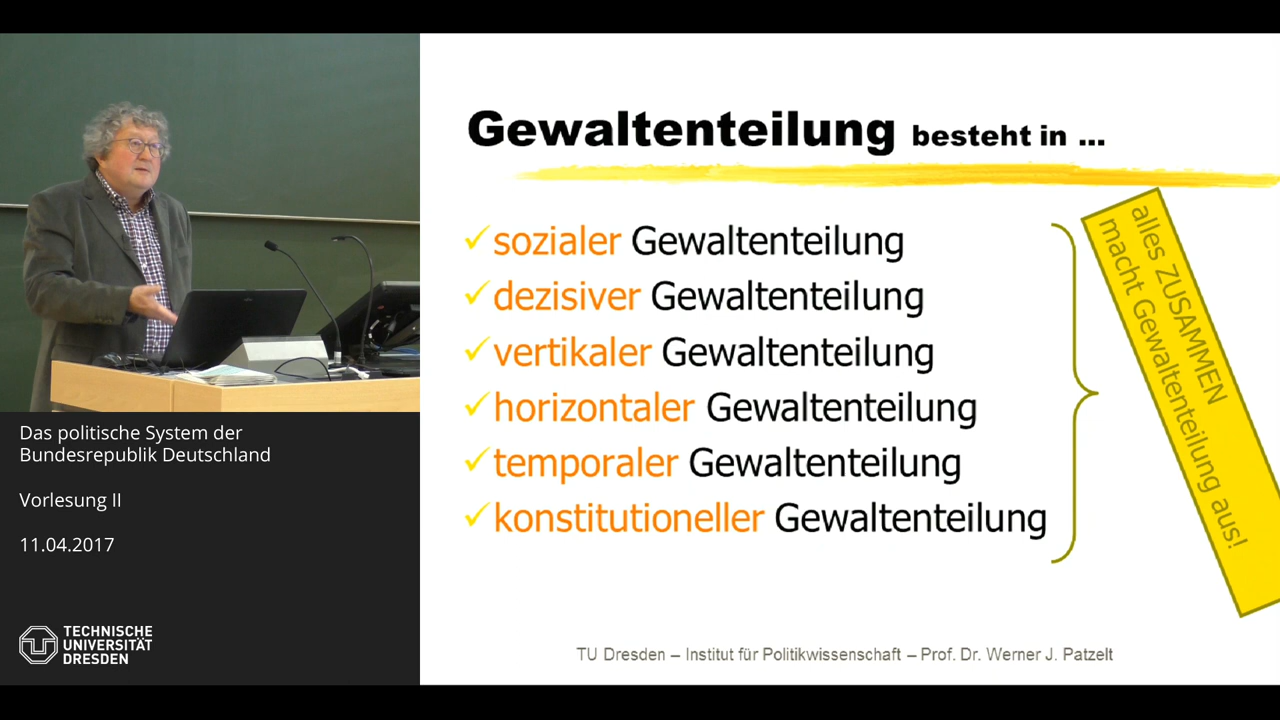 Gewaltenteilung besteht in ...
sozialer Gewaltenteilung
dezisiver Gewaltenteilung
vertikaler Gewaltenteilung
horizontaler Gewaltenteilung
temporaler Gewaltenteilung
konstitutioneller Gewaltenteilung
alles ZUSAMMEN
macht Gewaltenteilung aus!
TU Dresden – Institut für Politikwissenschaft – Prof. Dr. Werner J. Patzelt
Das politische System der
Bundesrepublik Deutschland
Vorlesung II
11.04.2017
TECHNISCHE
UNIVERSITÄT
DRESDEN